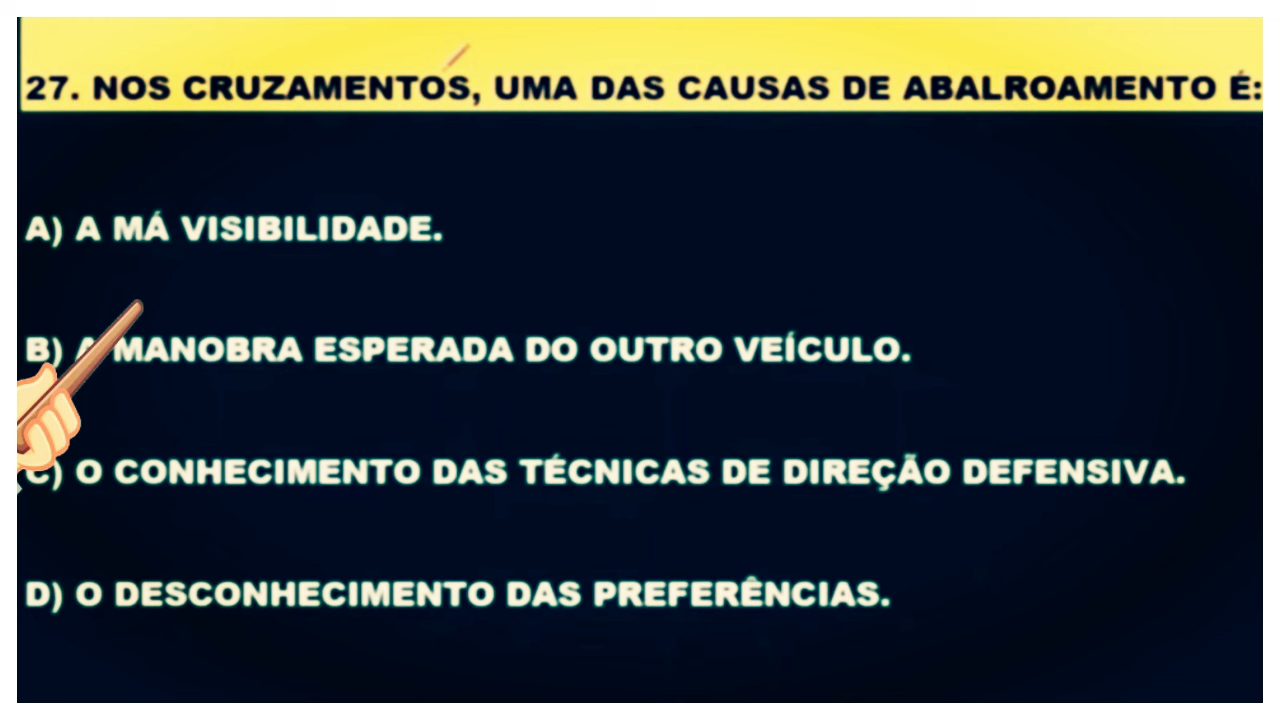 27. NOS CRUZAMENTOS, UMA DAS CAUSAS DE ABALROAMENTO É:
A) A MÁ VISIBILIDADE.
B) A MANOBRA ESPERADA DO OUTRO VEÍCULO.
C) O CONHECIMENTO DAS TÉCNICAS DE DIREÇÃO DEFENSIVA.
D) O DESCONHECIMENTO DAS PREFERÊNCIAS.